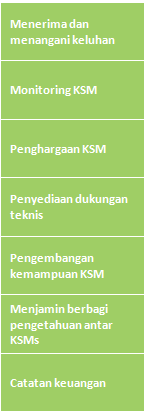 Menerima dan
menangani keluhan
Monitoring KSM
Penghargaan KSM
Penyediaan dukungan
teknis
Pengembangan
kemampuan KSM
Menjamin berbagi
pengetahuan antar
KSMs
Catatan keuangan